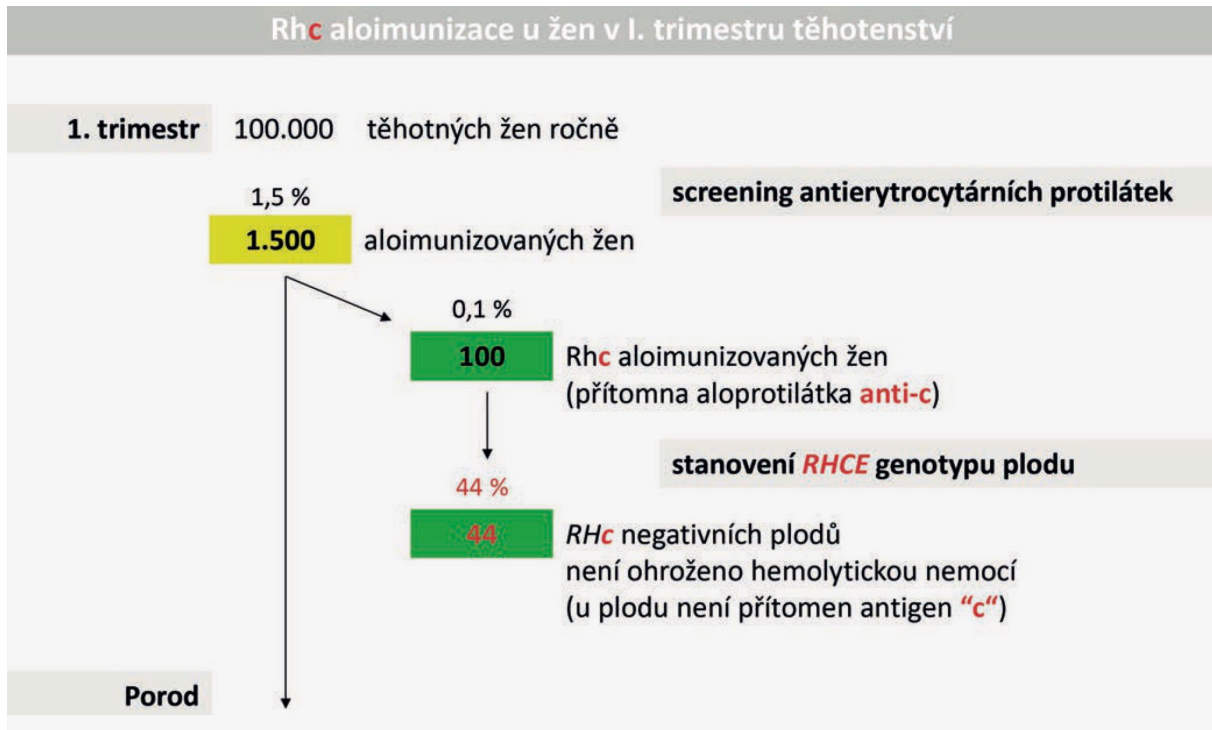 Rhc aloimunizace u žen v I. trimestru těhotenství
1. trimestr 100.000 těhotných žen ročně
screening antierytrocytárních protilátek
1,5 %
1.500 aloimunizovaných žen
0,1 %
100 Rhc aloimunizovaných žen
(přítomna aloprotilátka anti-c)
stanovení RHCE genotypu plodu
44 %
44 RHc negativních plodů
není ohroženo hemolytickou nemocí
(u plodu není přítomen antigen “c“)
Porod